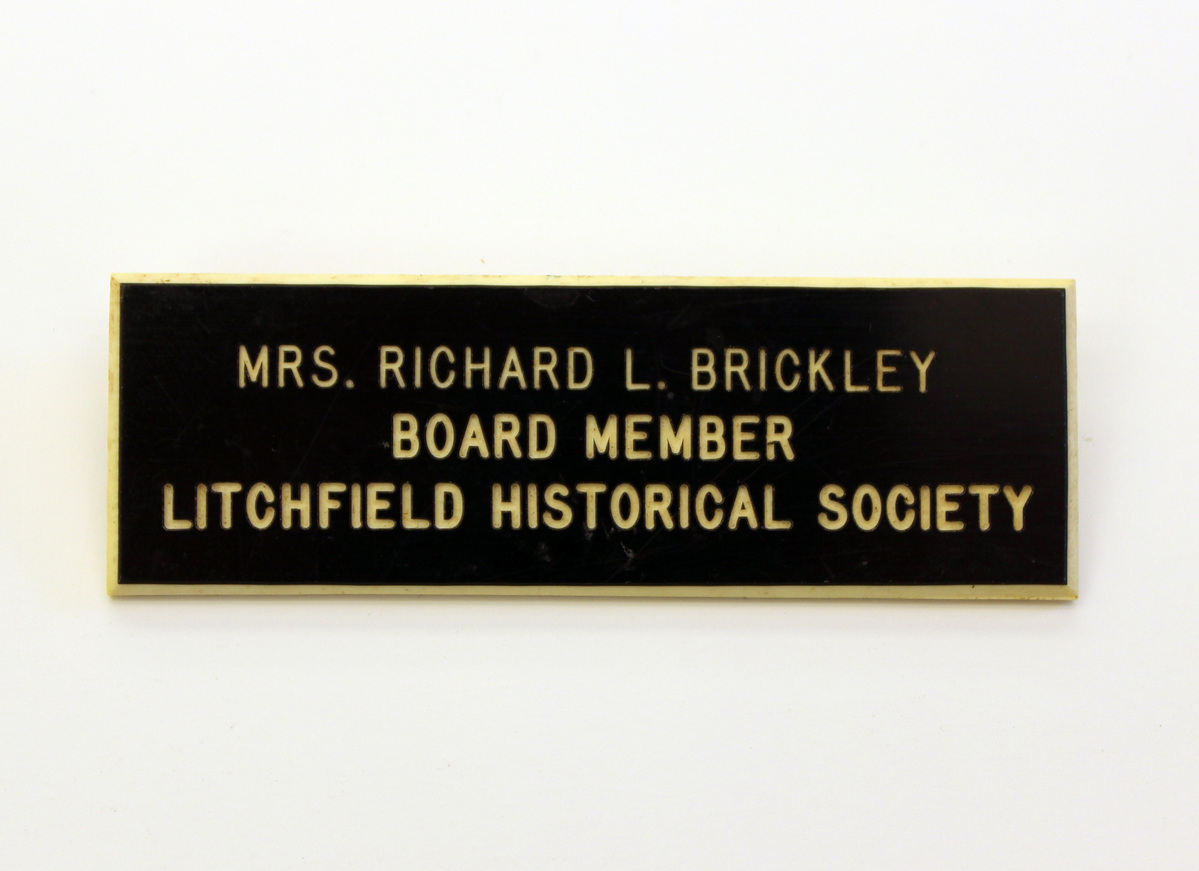 MRS. RICHARD L. BRICKLEY
BOARD MEMBER
LITCHFIELD HISTORICAL SOCIETY